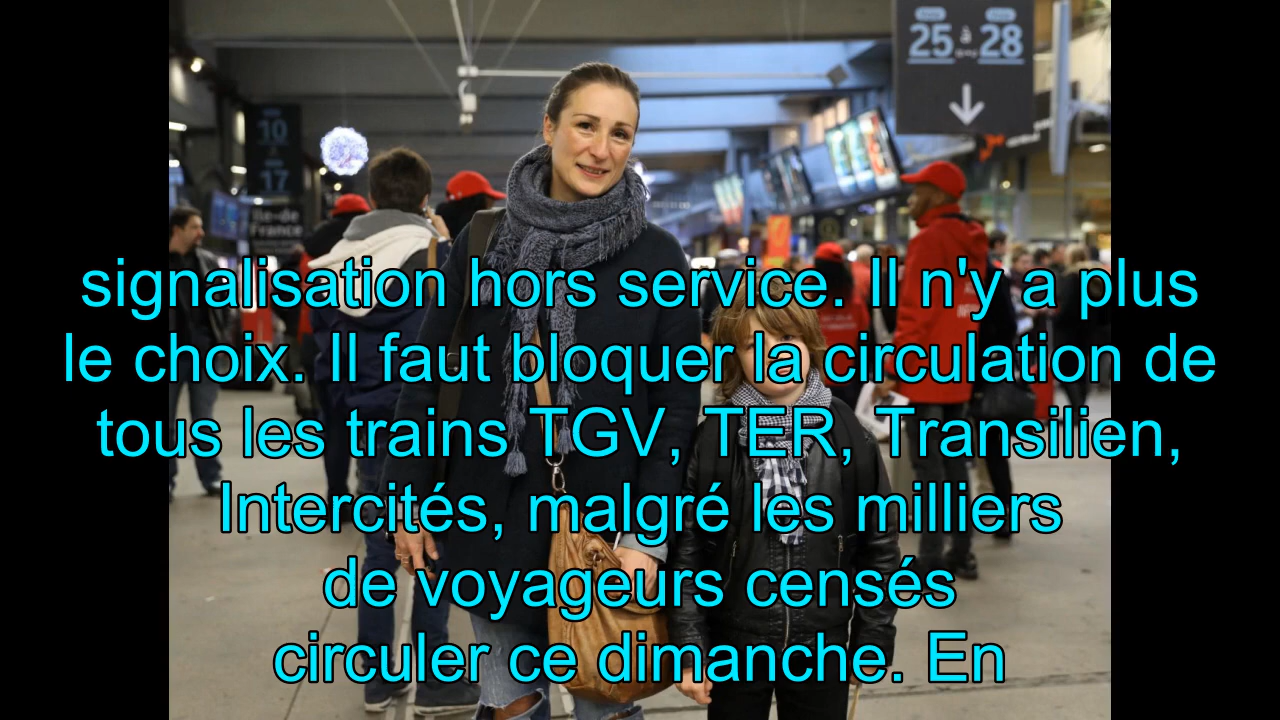 25 à 28
10
à
17
Île-de
France
signalisation hors service. Il n'y a plus
le choix. Il faut bloquer la circulation de
tous les trains TGV, TER, Transilien,
Intercités, malgré les milliers
de voyageurs censés
circuler ce dimanche. En